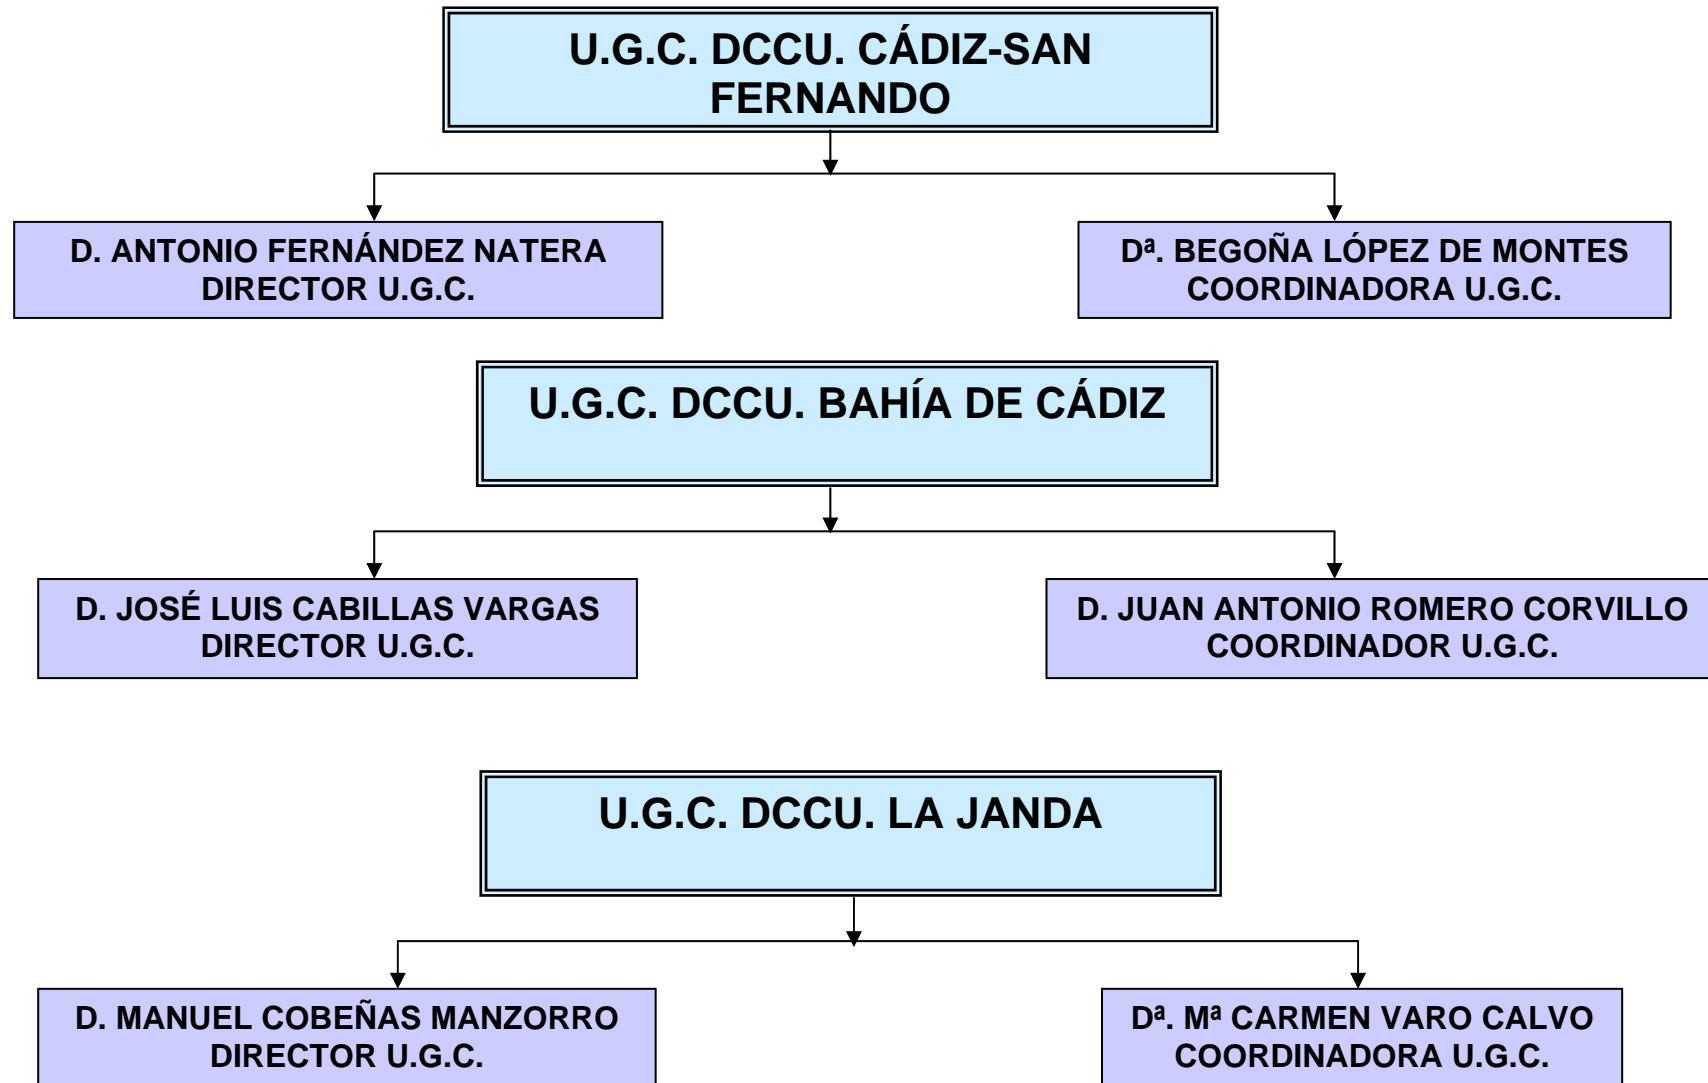 U.G.C. DCCU. CÁDIZ-SAN
FERNANDO
D. ANTONIO FERNÁNDEZ NATERA
DIRECTOR U.G.C.
Dª. BEGOÑA LÓPEZ DE MONTES
COORDINADORA U.G.C.
U.G.C. DCCU. BAHÍA DE CÁDIZ
D. JOSÉ LUIS CABILLAS VARGAS
DIRECTOR U.G.C.
D. JUAN ANTONIO ROMERO CORVILLO
COORDINADOR U.G.C.
U.G.C. DCCU. LA JANDA
D. MANUEL COBEÑAS MANZORRO
DIRECTOR U.G.C.
Dª. Mª CARMEN VARO CALVO
COORDINADORA U.G.C.